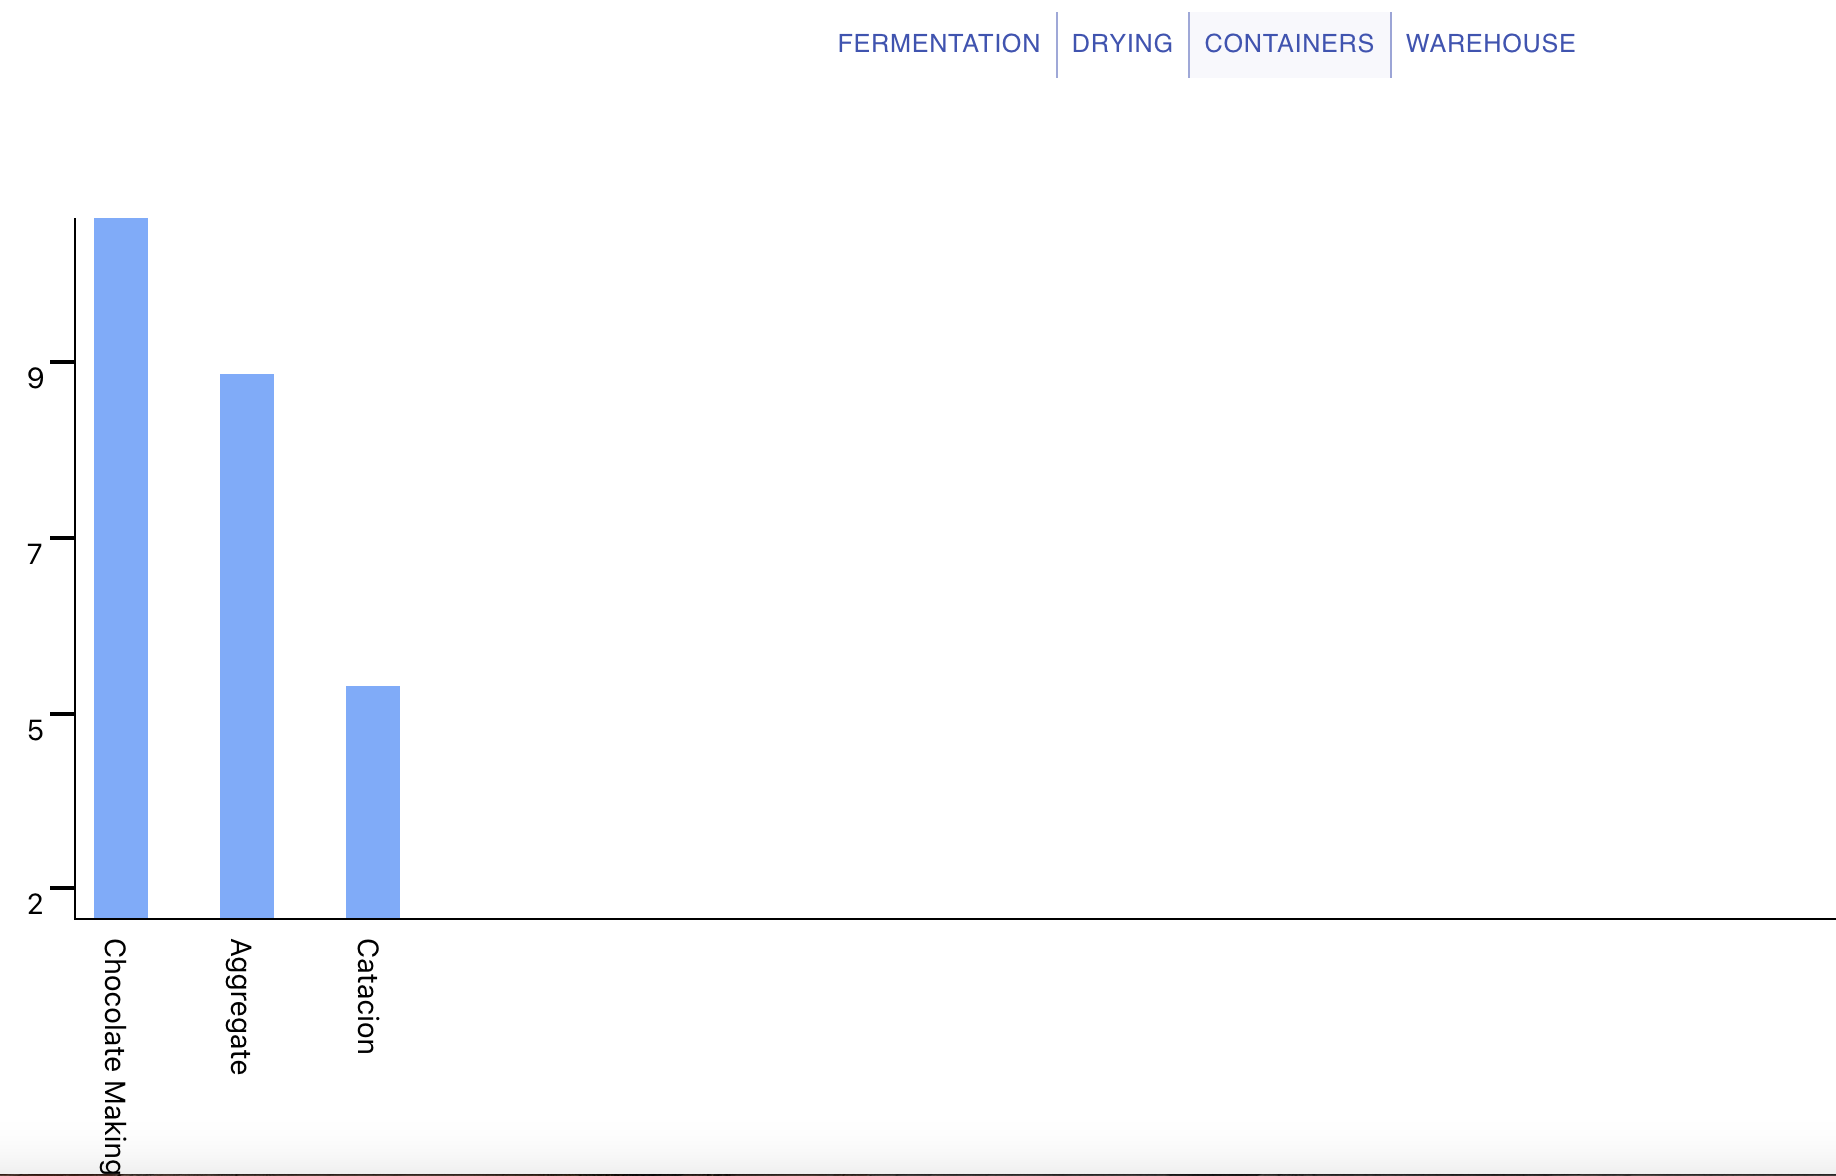 FERMENTATION DRYING CONTAINERS WAREHOUSE
9
7
5
2
Chocolate Making
Aggregate
Catacion